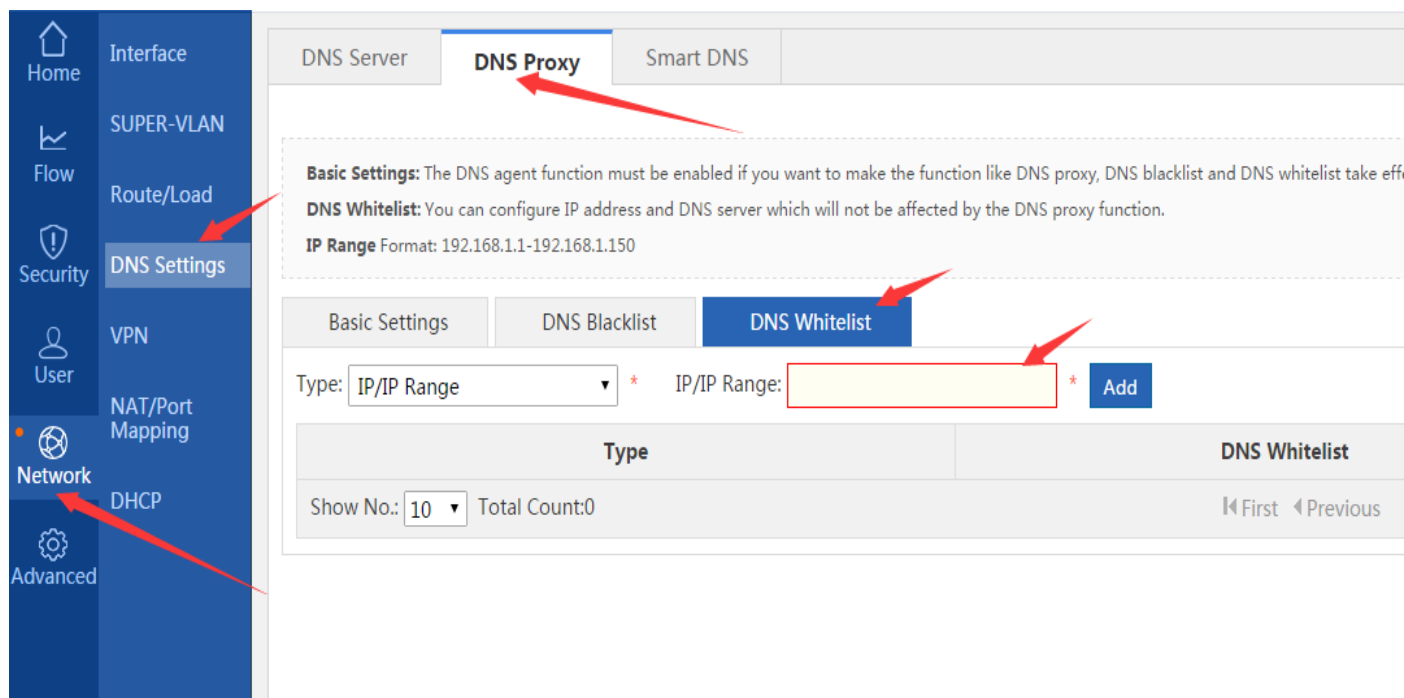 Home
Flow
Security
User
Network
Advanced
Interface
SUPER-VLAN
Route/Load
DNS Settings
VPN
NAT/Port
Mapping
DHCP
DNS Server DNS Proxy Smart DNS
Basic Settings: The DNS agent function must be enabled if you want to make the function like DNS proxy, DNS blacklist and DNS whitelist take effe
DNS Whitelist: You can configure IP address and DNS server which will not be affected by the DNS proxy function.
IP Range Format: 192.168.1.1-192.168.1.150
Basic Settings DNS Blacklist DNS Whitelist
Type: IP/IP Range * IP/IP Range: * Add
Type DNS Whitelist
Show No.: 10 Total Count:0 First Previous